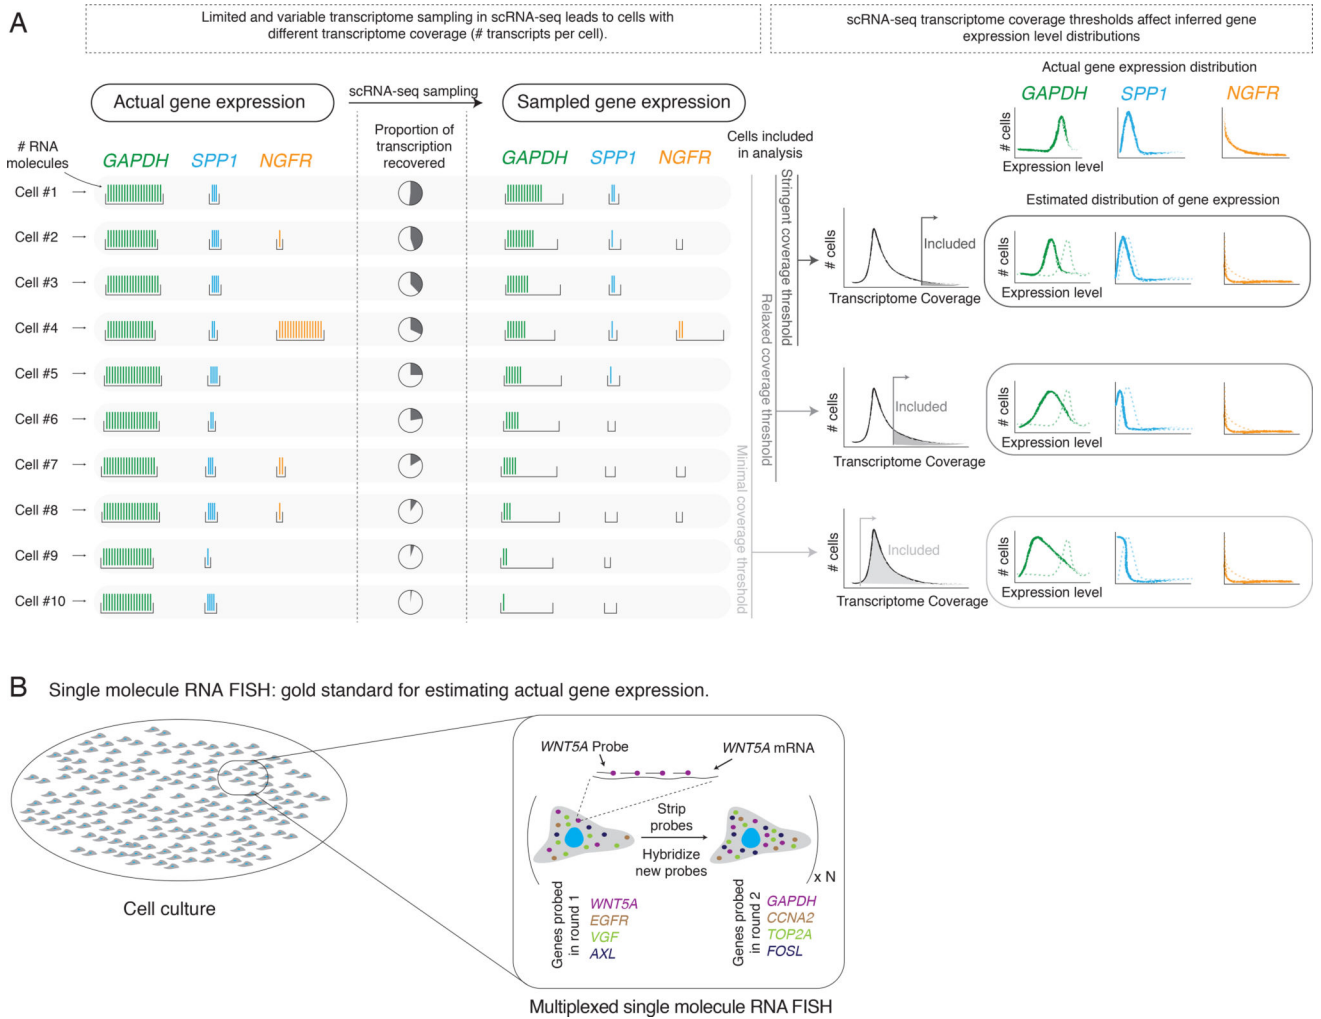 A
Limited and variable transcriptome sampling in scRNA-seq leads to cells with
different transcriptome coverage (# transcripts per cell).
scRNA-seq transcriptome coverage thresholds affect inferred gene
expression level distributions
Actual gene expression
scRNA-seq sampling
Sampled gene expression
Actual gene expression distribution
GAPDH
SPP1
NGFR
# cells
Expression level
# RNA
molecules
GAPDH
SPP1
NGFR
Proportion of
transcription
recovered
GAPDH
SPP1
NGFR
Cells included
in analysis
Cell #1
Cell #2
Cell #3
Cell #4
Cell #5
Cell #6
Cell #7
Cell #8
Cell #9
Cell #10
Stringent coverage threshold
Relaxed coverage threshold
Minimal coverage threshold
Estimated distribution of gene expression
# cells
Included
Transcriptome Coverage
# cells
Expression level
# cells
Included
Transcriptome Coverage
# cells
Expression level
# cells
Included
Transcriptome Coverage
# cells
Expression level
B
Single molecule RNA FISH: gold standard for estimating actual gene expression.
Cell culture
WNT5A Probe
WNT5A mRNA
Strip
probes
Hybridize
new probes
x N
Genes probed
in round 1
WNT5A
EGFR
VGF
AXL
Genes probed
in round 2
GAPDH
CCNA2
TOP2A
FOSL
Multiplexed single molecule RNA FISH